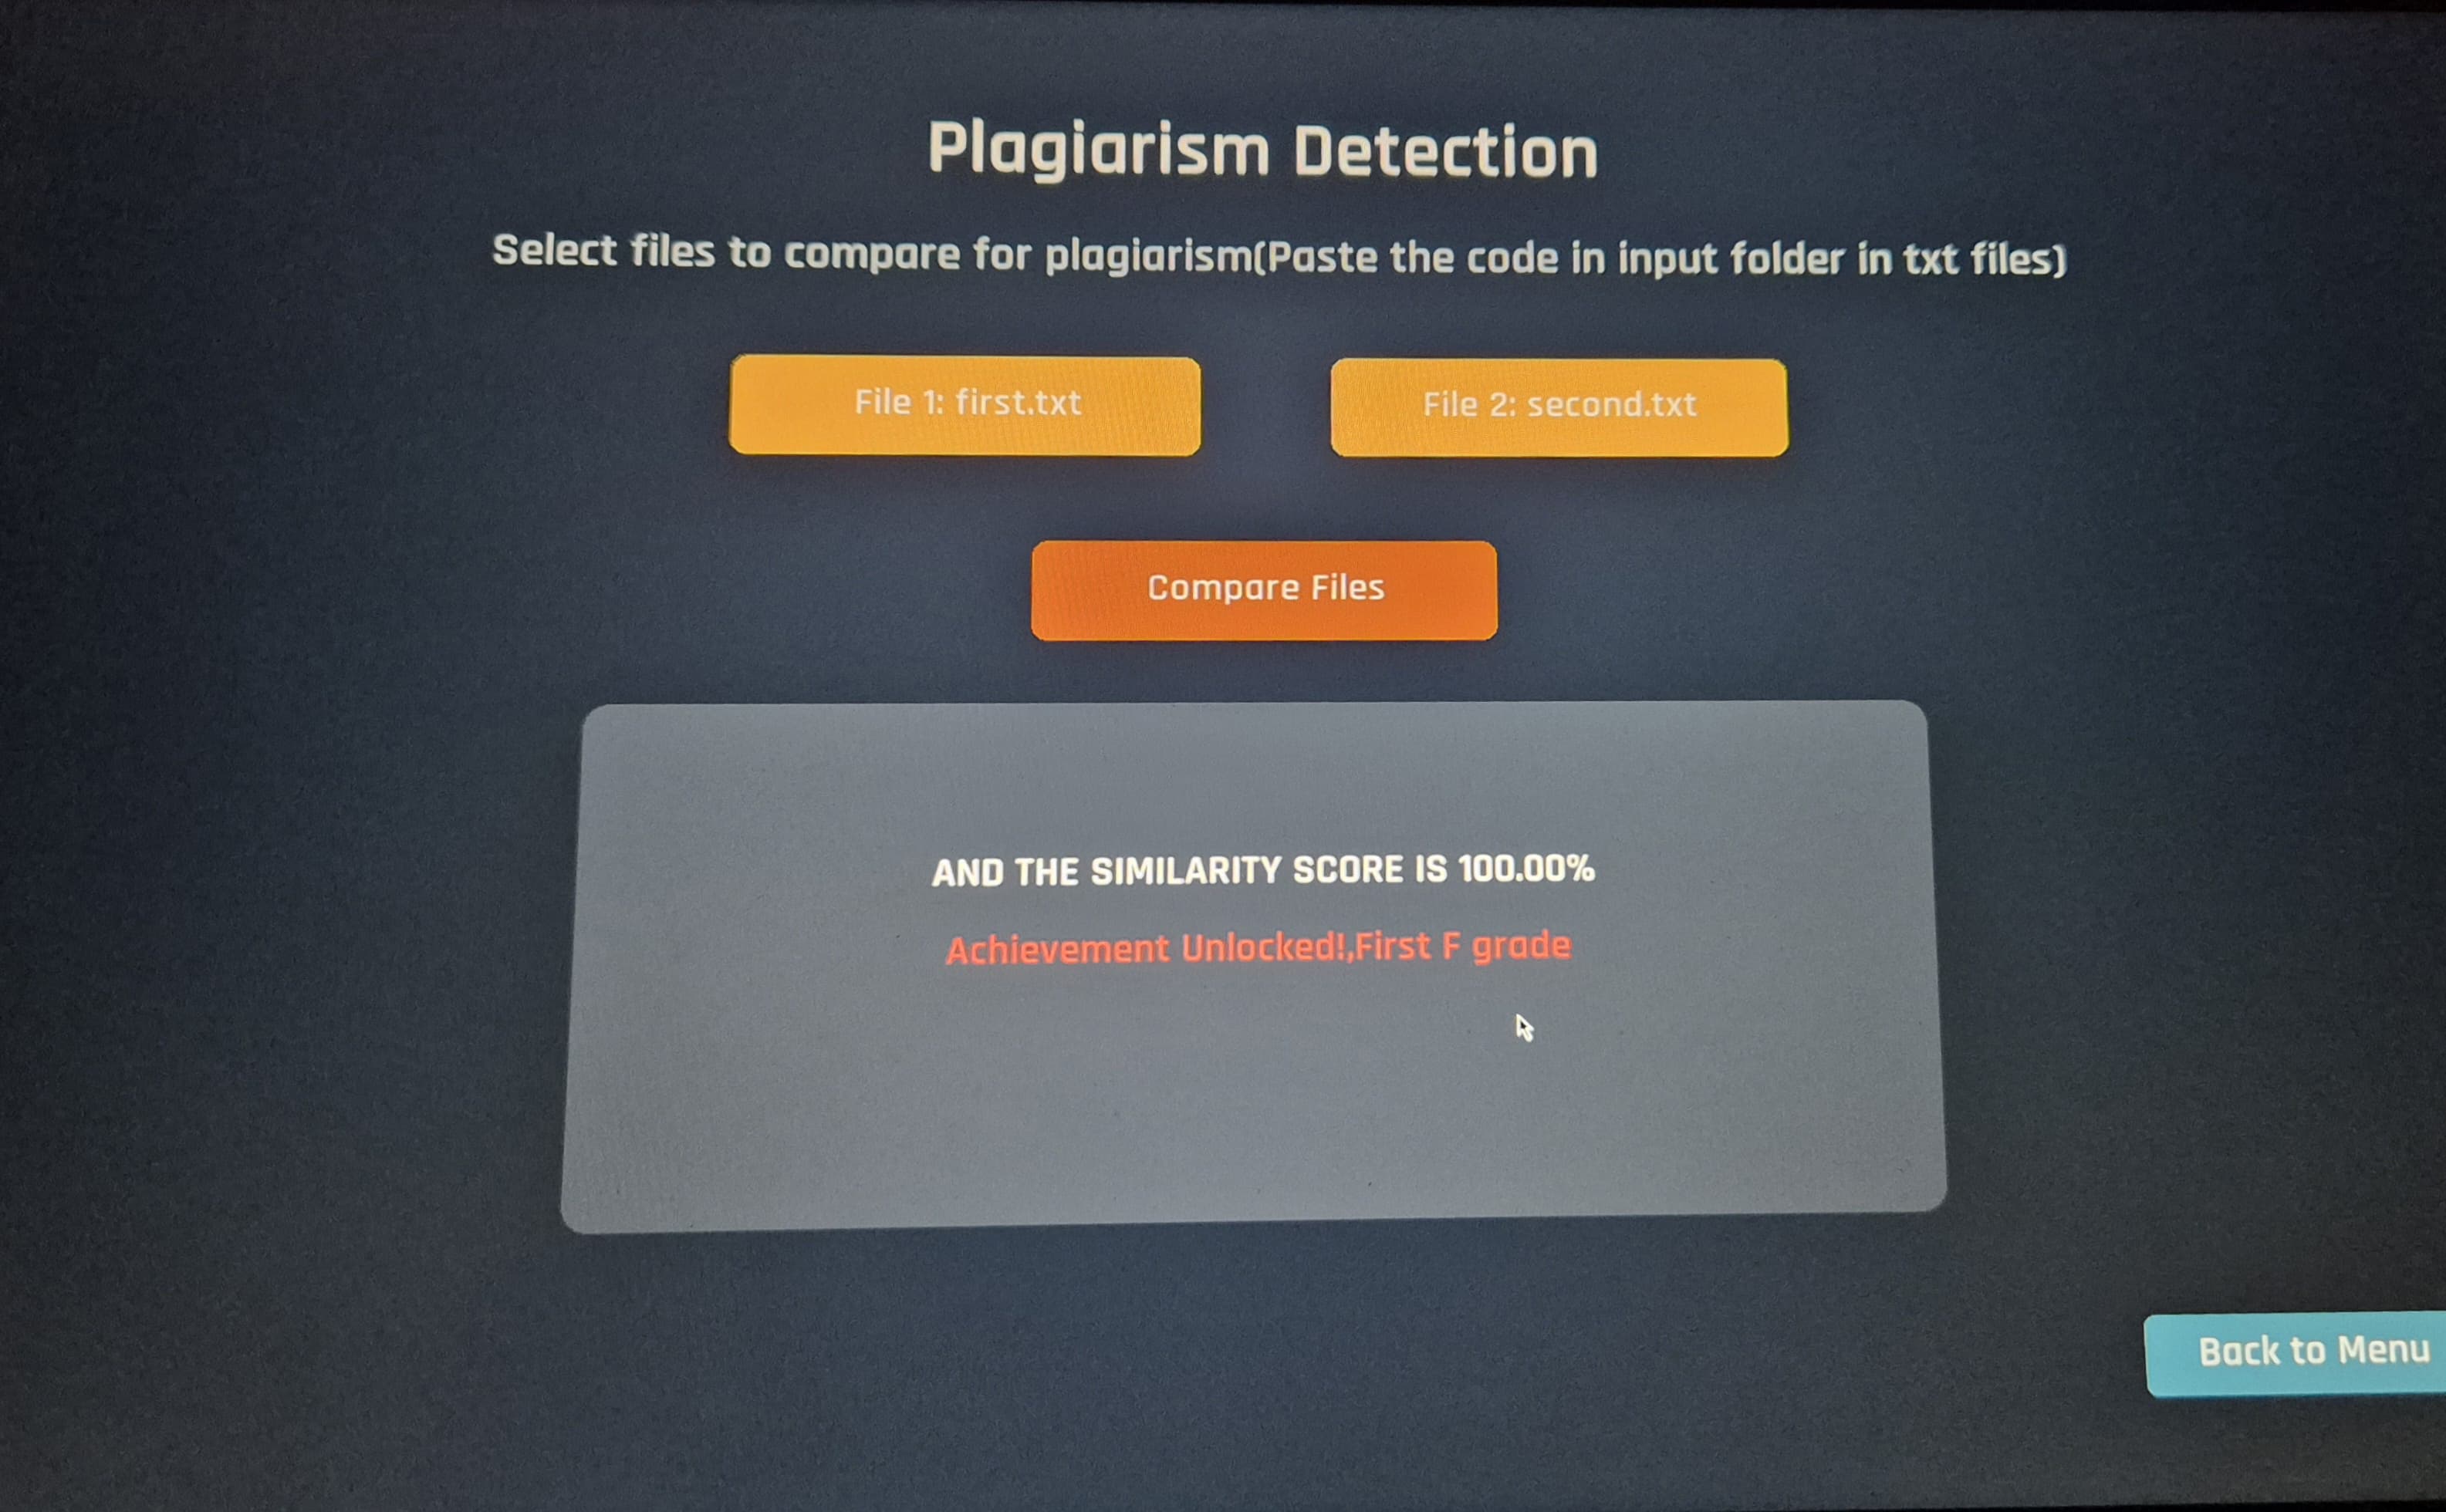 Plagiarism Detection
Select files to compare for plagiarism(Paste the code in input folder in txt files)
File 1: first.txt
File 2: second.txt
Compare Files
AND THE SIMILARITY SCORE IS 100.00%
Achievement Unlocked!,First F grade
Back to Menu